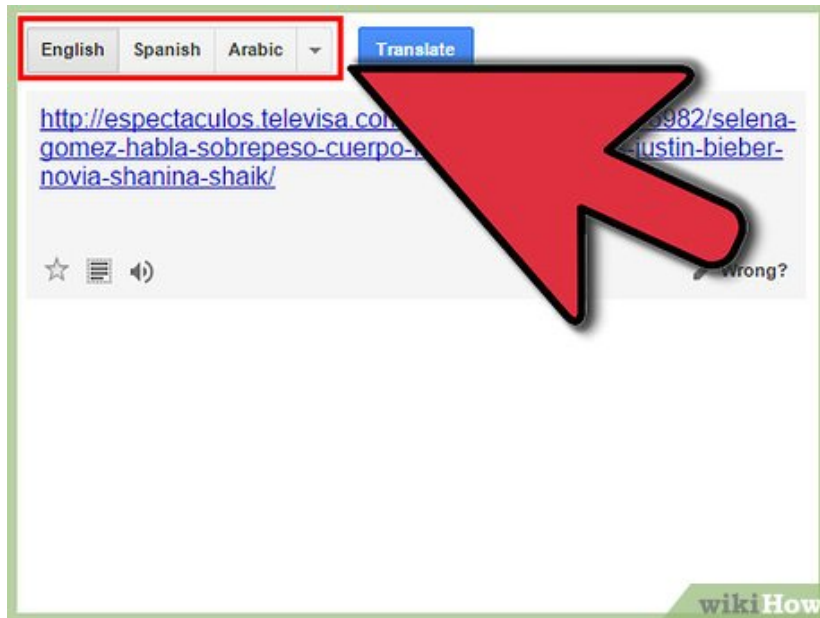 English Spanish Arabic Translate
http://espectaculos.televisa.co 982/selena-
gomez-habla-sobrepeso-cuerpo- justin-bieber-
novia-shanina-shaik/
Wrong?
wikiHow